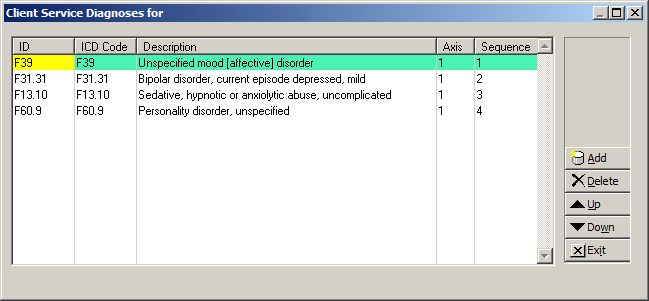 Client Service Diagnoses for
ID ICD Code Description Axis Sequence
F39 F39 Unspecified mood [affective] disorder 1 1
F31.31 F31.31 Bipolar disorder, current episode depressed, mild 1 2
F13.10 F13.10 Sedative, hypnotic or anxiolytic abuse, uncomplicated 1 3
F60.9 F60.9 Personality disorder, unspecified 1 4
Add
Delete
Up
Down
Exit